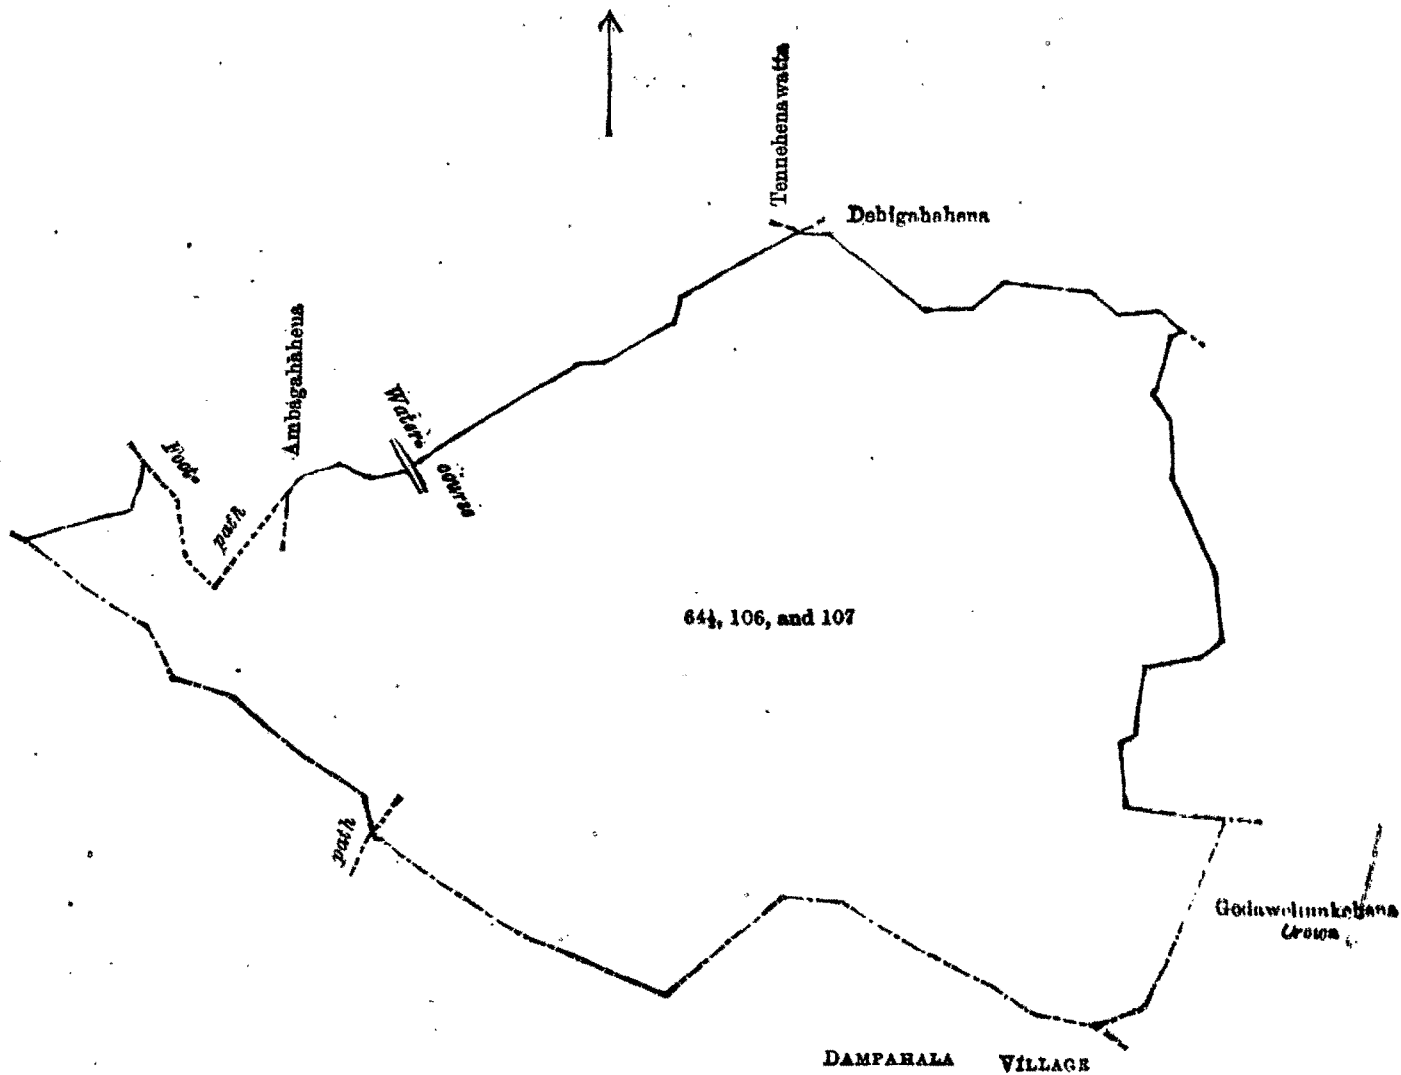 Tennehenawatta
Debigahahena
Ambagahahena
Water-
course
Foot-
path
64½, 106, and 107
path
Crown
DAMPAHALA VILLAGE